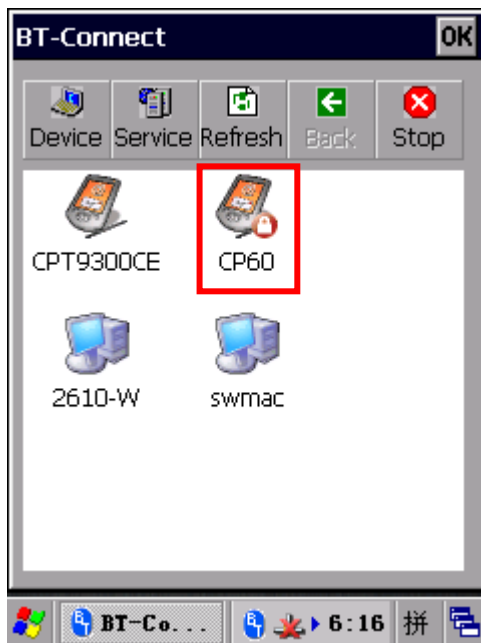 BT-Connect OK
Device Service Refresh Back Stop
CPT9300CE CP60
2610-W swmac
BT-Co... 6:16 拼